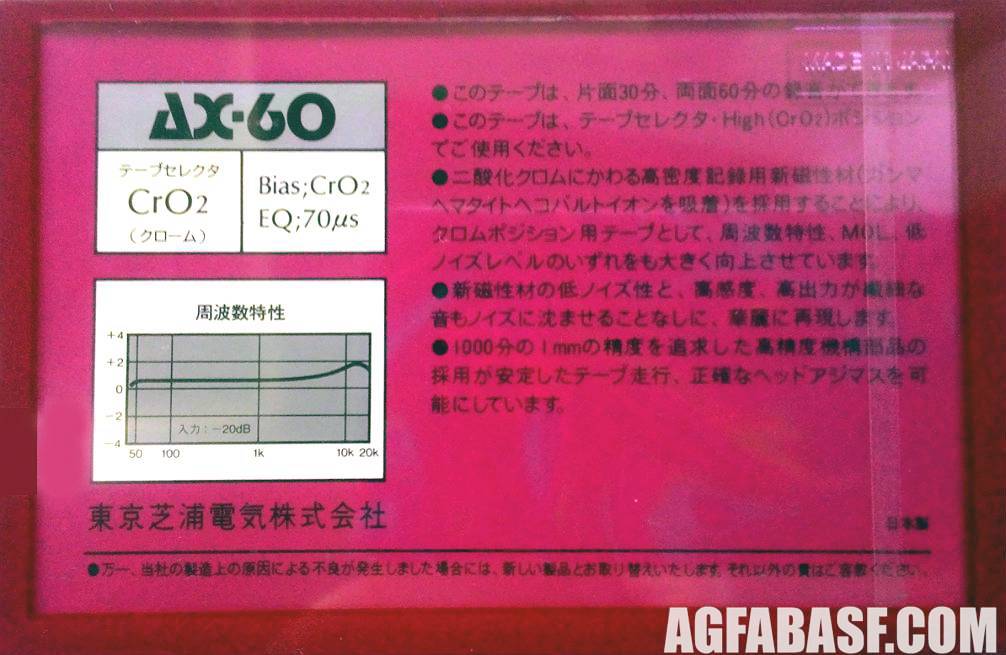 MADE IN JAPAN
AX-60
テープセレクタ
CrO2
(クローム)
Bias;CrO2
EQ;70μs
周波数特性
+4
+2
0
−2
−4
入力:−20dB
50 100 1k 10k 20k
東京芝浦電気株式会社
●このテープは、片面30分、両面60分の録音ができます。
●このテープは、テープセレクタ・High(CrO2)ポジション
でご使用ください。
●二酸化クロムにかわる高密度記録用新磁性材(ガンマ
ヘマタイトへコバルトイオンを吸着)を採用することにより、
クロムポジション用テープとして、周波数特性、MOL、低
ノイズレベルのいずれをも大きく向上させています。
●新磁性材の低ノイズ性と、高感度、高出力が繊細な
音もノイズに沈ませることなしに、華麗に再現します。
●1000分の1mmの精度を追求した高精度機構部品の
採用が安定したテープ走行、正確なヘッドアジマスを可
能にしています。
日本製
●万一、当社の製造上の原因による不良が発生しました場合には、新しい製品とお取り替えいたします。それ以外の責はご容赦ください。
AGFABASF.COM